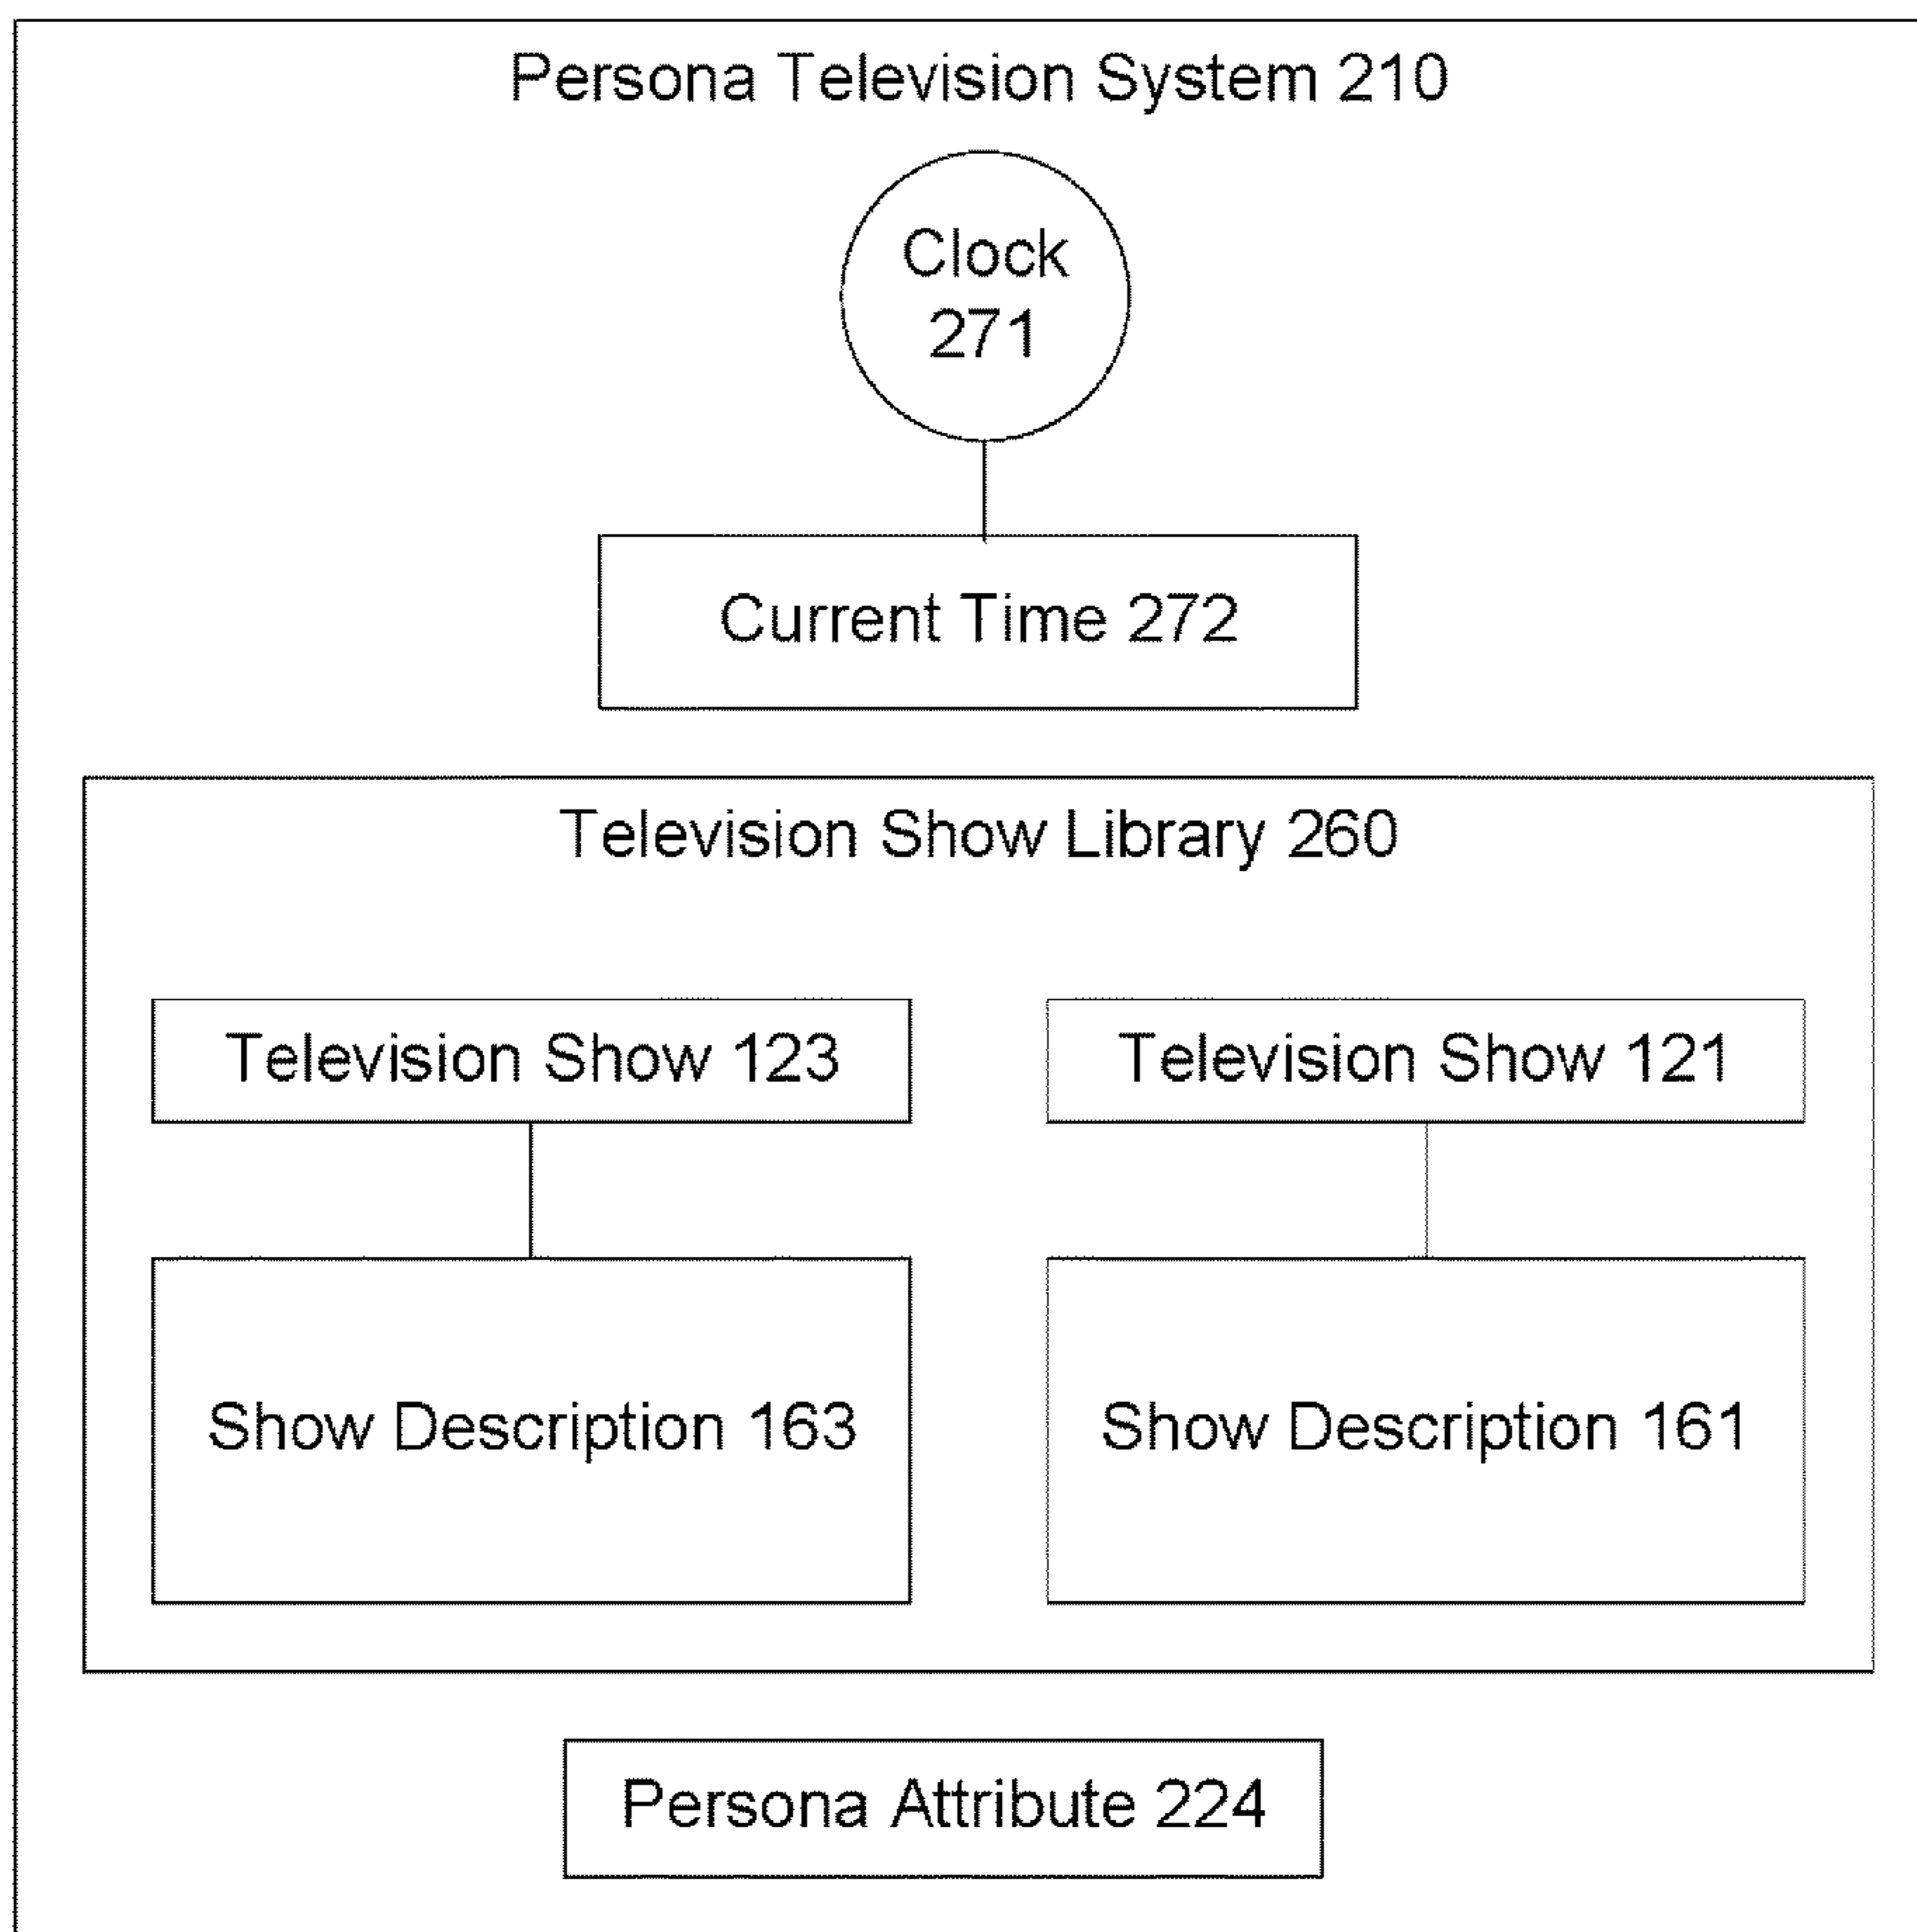 Persona Television System 210
Clock
271
Current Time 272
Television Show Library 260
Television Show 123
Television Show 121
Show Description 163
Show Description 161
Persona Attribute 224